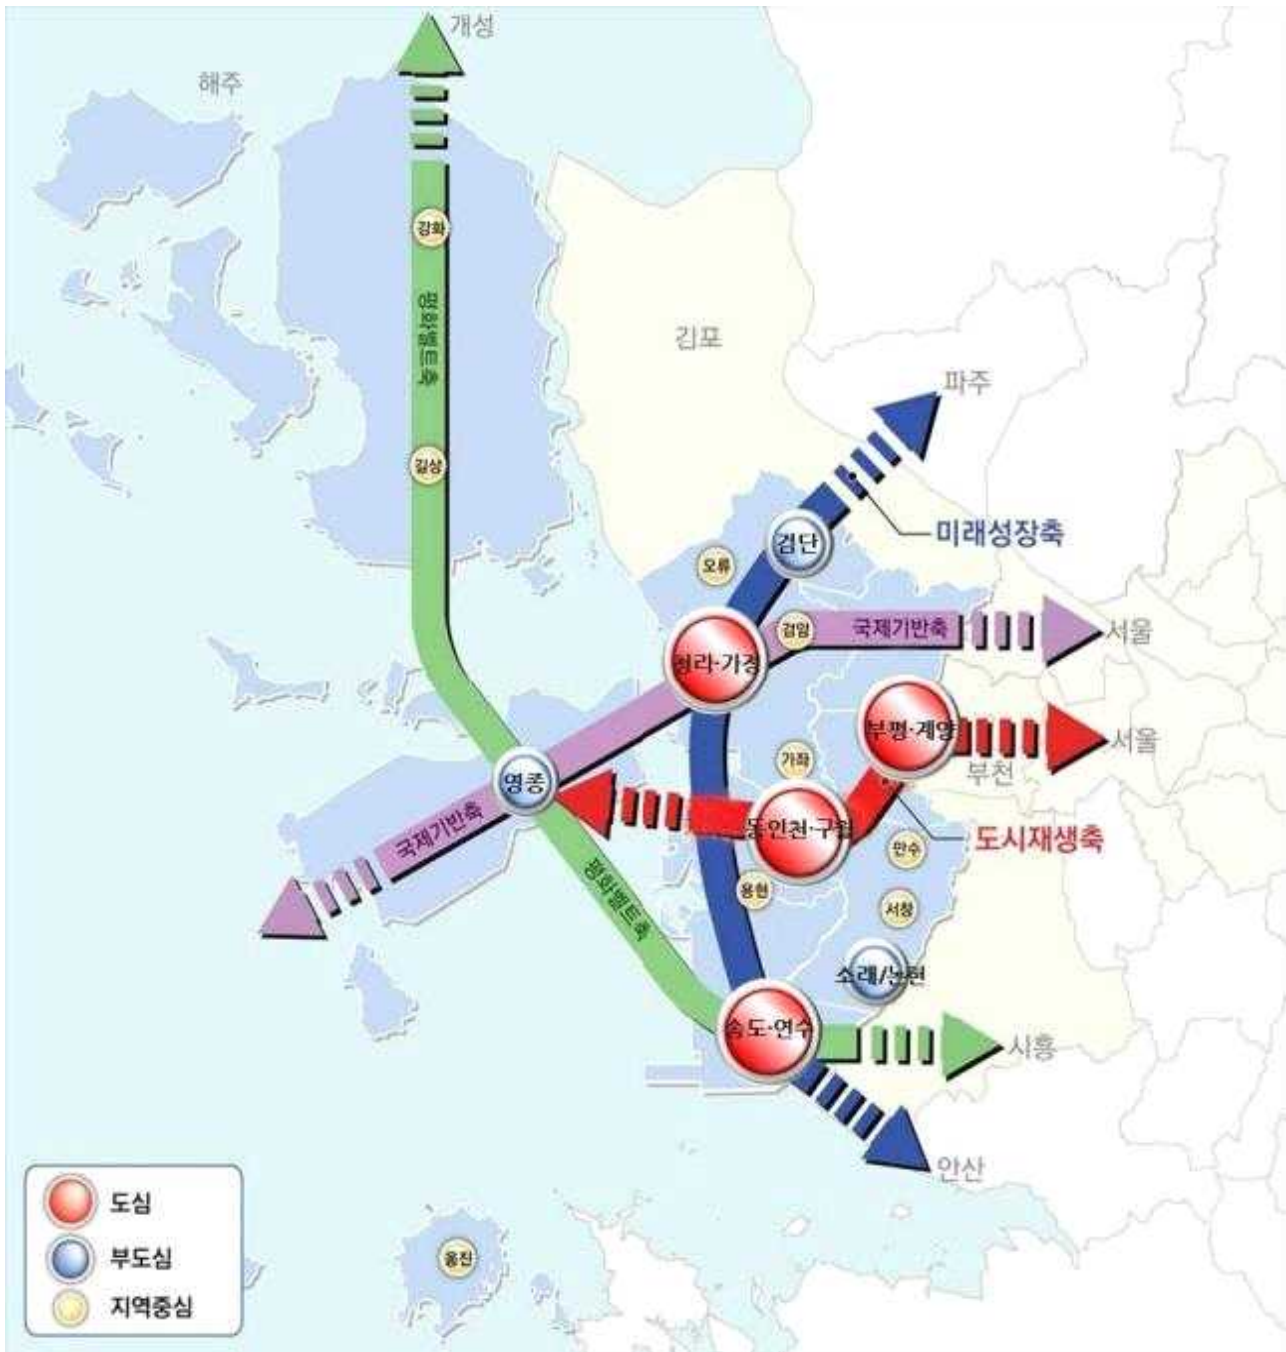 개성
해주
강화
평화벨트축
김포
파주
길상
미래성장축
검단
오류
검암
국제기반축
서울
청라·가정
부평·계양
서울
가좌
부천
영종
동인천·구월
도시재생축
국제기반축
만수
용현
평화벨트축
서창
소래/논현
송도·연수
시흥
안산
도심
부도심
지역중심
옹진